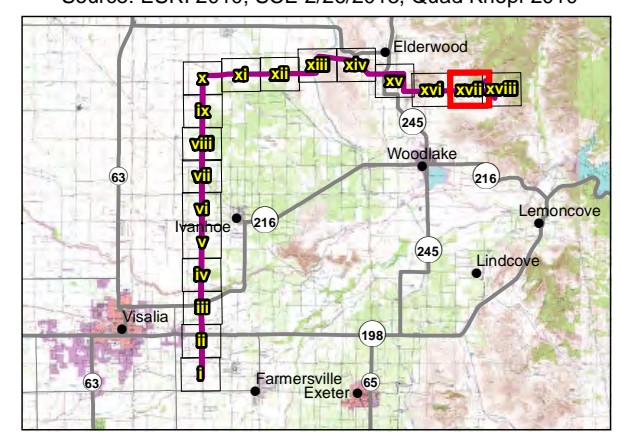 Source: ESRI 2010, SCE 2/28/2013, Quad Knopf 2010
Elderwood
x xi xii xiii xiv xv xvi xvii xviii
ix
245
viii
Woodlake
63
vii
216
vi
Lemoncove
Ivanhoe
216
v
245
iv
Lindcove
iii
Visalia
198
ii
i
63
Farmersville
65
Exeter